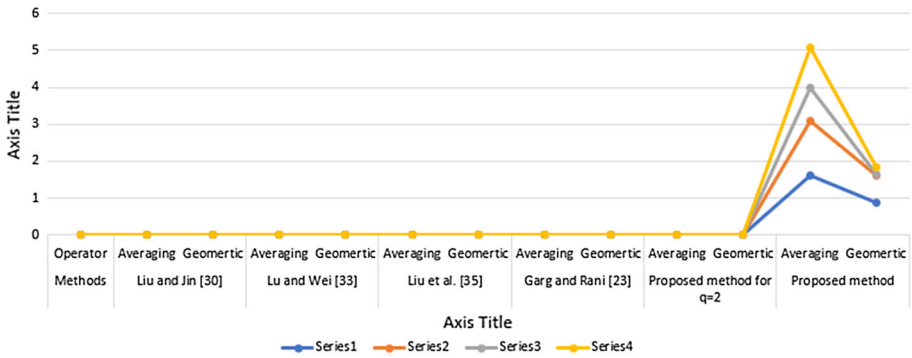 6
5
4
3
2
1
0
Axis Title
Operator Averaging Geomertic Averaging Geomertic Averaging Geomertic Averaging Geomertic Averaging Geomertic Averaging Geomertic
Methods Liu and Jin [30] Lu and Wei [33] Liu et al. [35] Garg and Rani [23] Proposed method for Proposed method
q=2
Axis Title
Series1 Series2 Series3 Series4